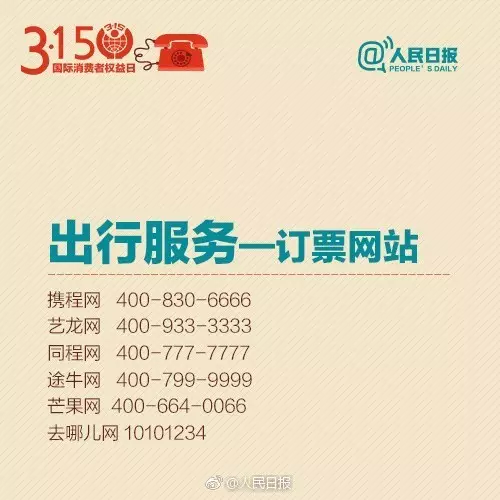 3·15
3·15
国际消费者权益日
@人民日报
PEOPLE'S DAILY
出行服务—订票网站
携程网 400-830-6666
艺龙网 400-933-3333
同程网 400-777-7777
途牛网 400-799-9999
芒果网 400-664-0066
去哪儿网 10101234
@人民日报